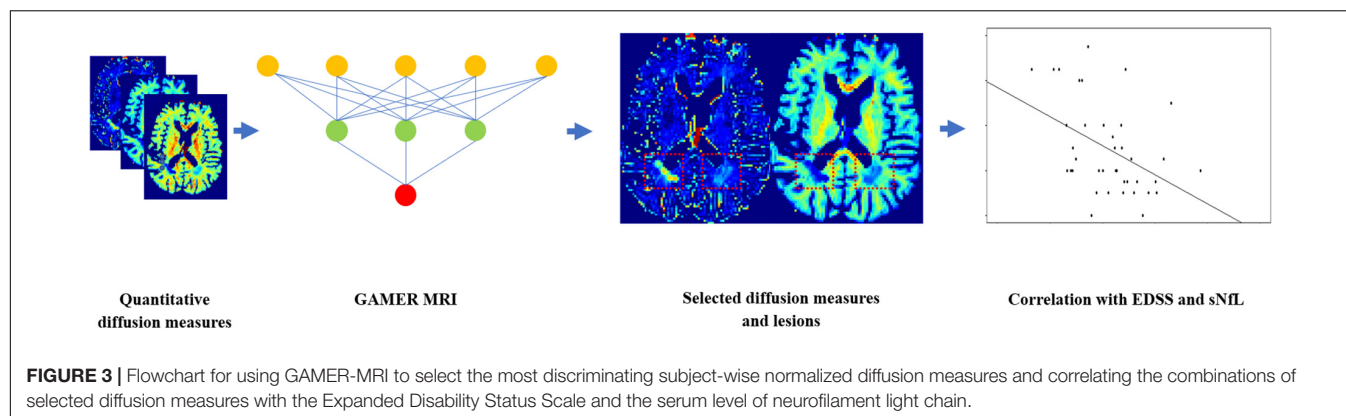 Quantitative
diffusion measures
GAMER MRI
Selected diffusion measures
and lesions
Correlation with EDSS and sNfL
FIGURE 3 | Flowchart for using GAMER-MRI to select the most discriminating subject-wise normalized diffusion measures and correlating the combinations of
selected diffusion measures with the Expanded Disability Status Scale and the serum level of neurofilament light chain.